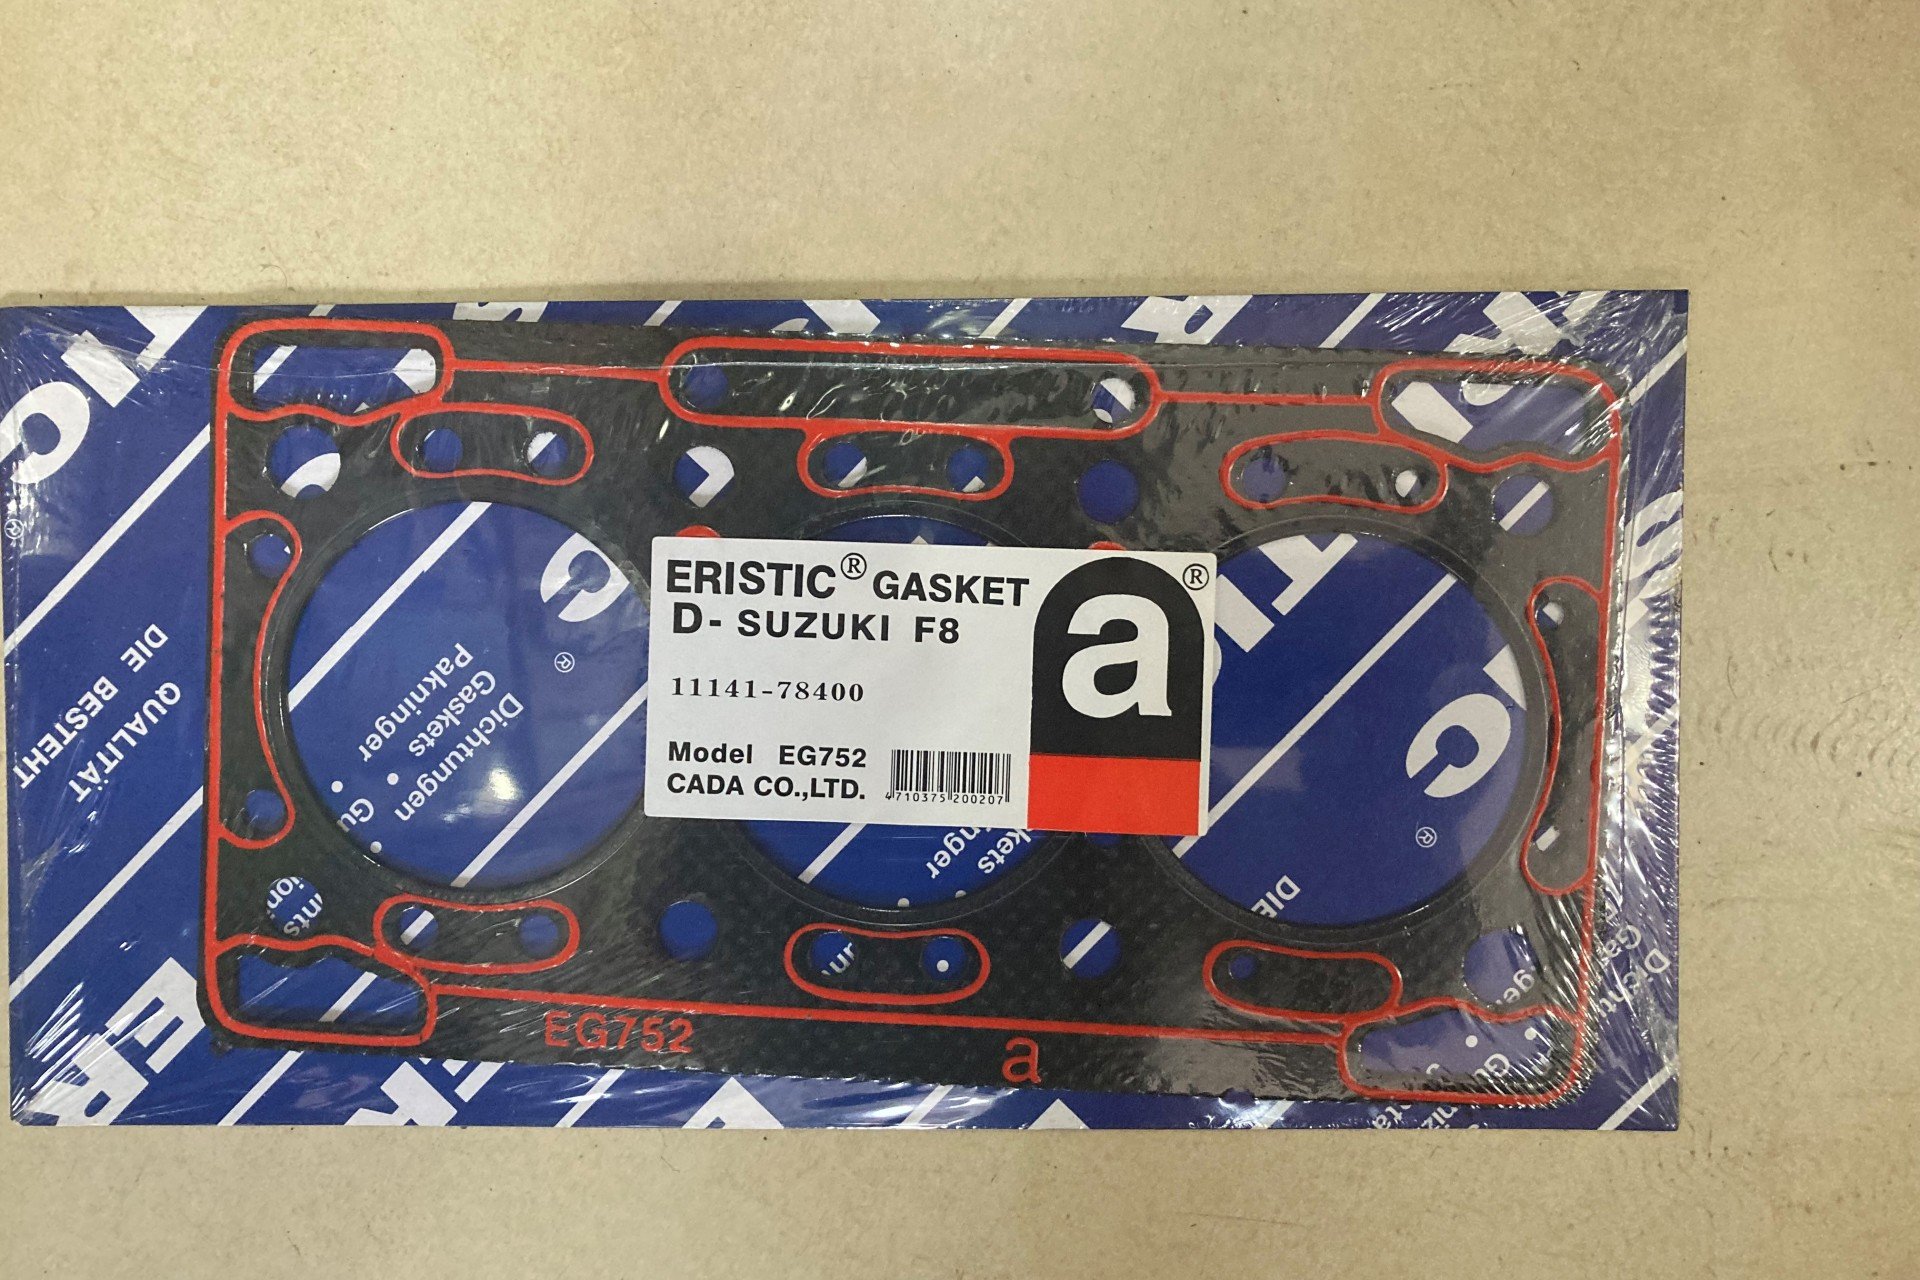 ERISTIC® GASKET
D- SUZUKI F8
11141-78400
Model EG752
CADA CO.,LTD.
4710375200207
a
®
EG752
a
QUALITÄT
DIE BESTEHT
Dichtungen
Gaskets
Pakninger
®
®
®